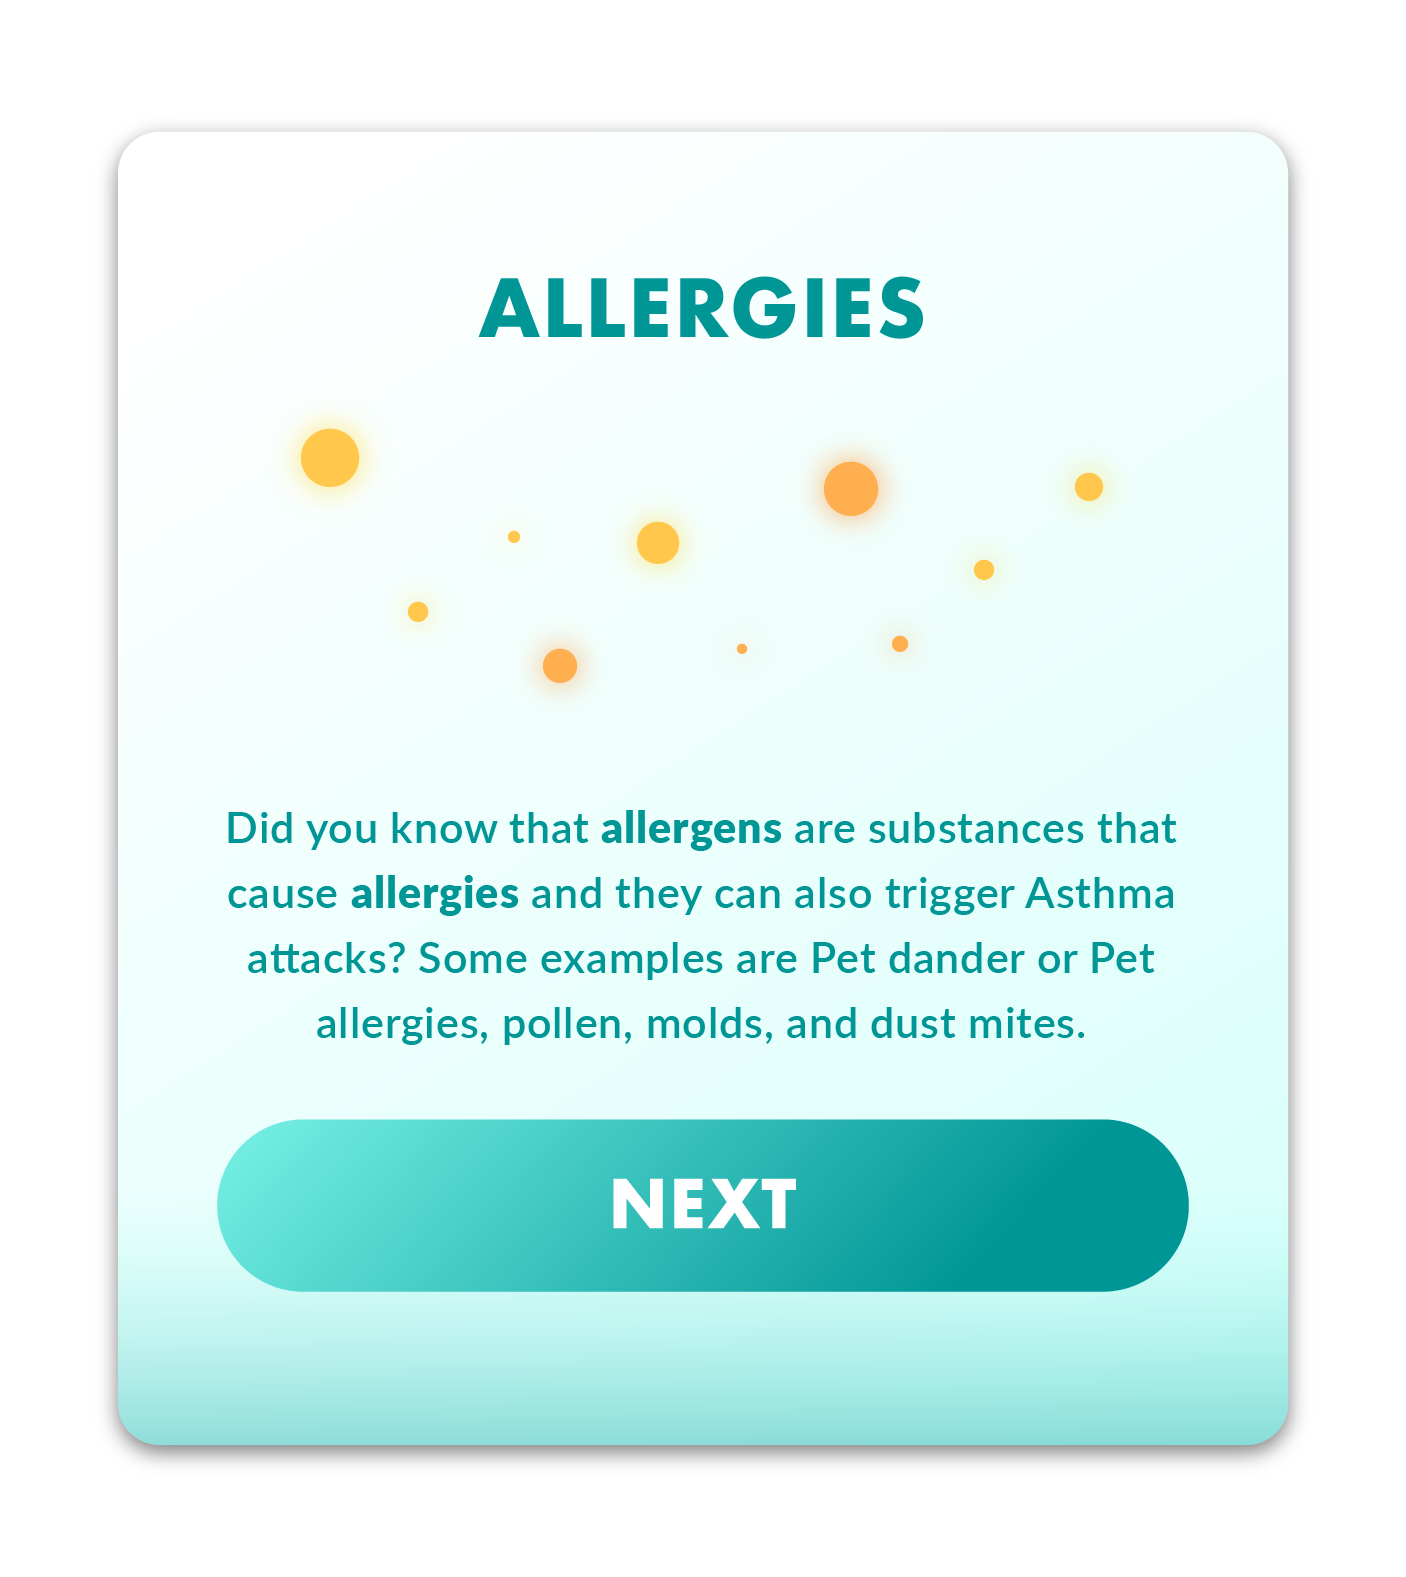 ALLERGIES
Did you know that allergens are substances that
cause allergies and they can also trigger Asthma
attacks? Some examples are Pet dander or Pet
allergies, pollen, molds, and dust mites.
NEXT